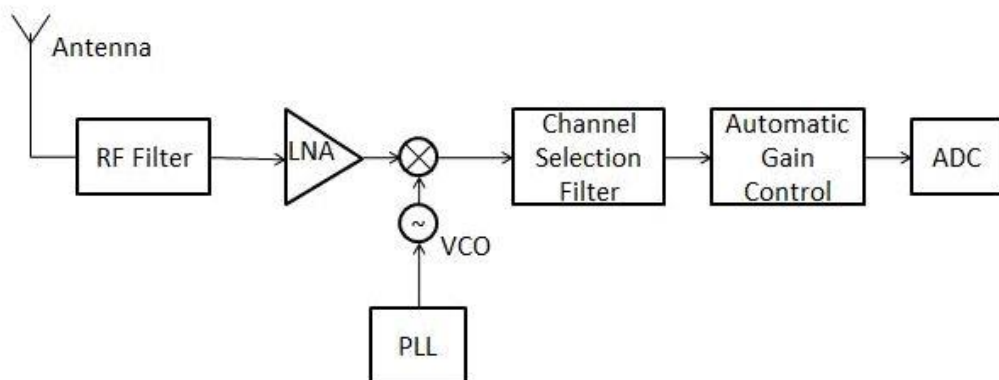 Antenna
RF Filter
LNA
Channel
Selection
Filter
Automatic
Gain
Control
ADC
~
VCO
PLL